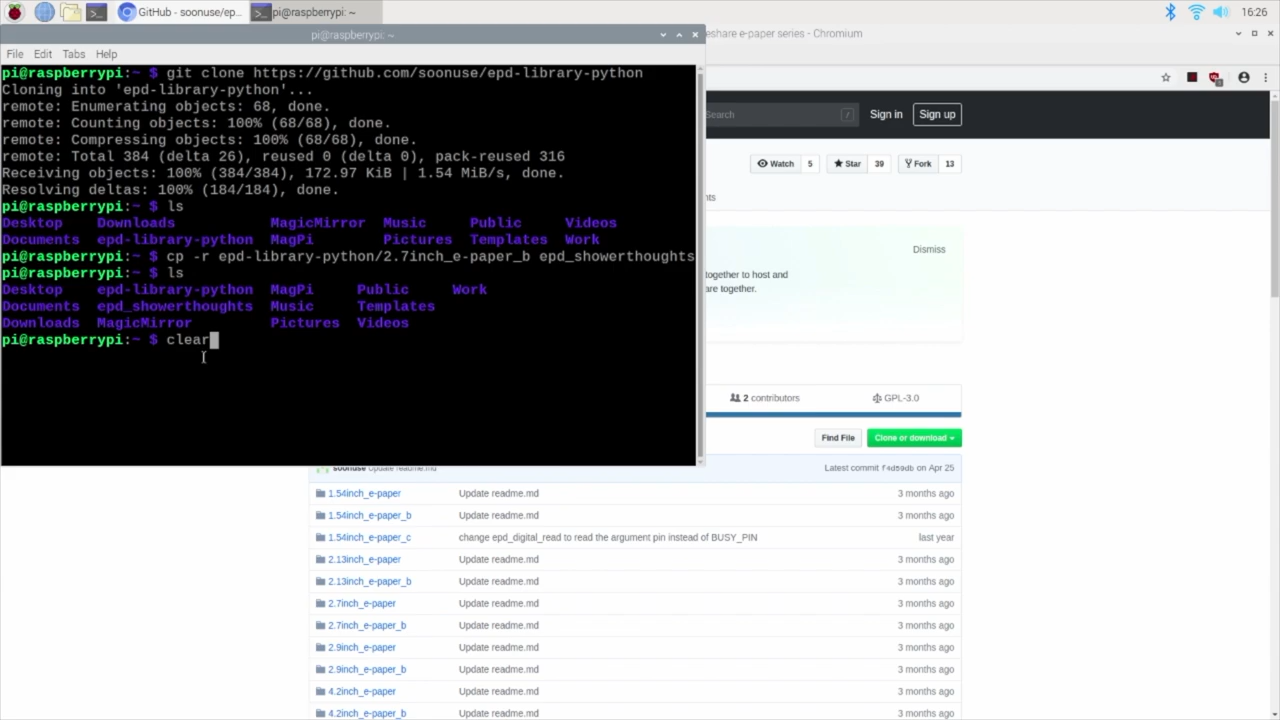 GitHub - soonuse/ep...
pi@raspberrypi: ~
16:26
pi@raspberrypi: ~
eshare e-paper series - Chromium
File Edit Tabs Help
pi@raspberrypi:~ $ git clone https://github.com/soonuse/epd-library-python
Cloning into 'epd-library-python'...
remote: Enumerating objects: 68, done.
remote: Counting objects: 100% (68/68), done.
remote: Compressing objects: 100% (68/68), done.
remote: Total 384 (delta 26), reused 0 (delta 0), pack-reused 316
Receiving objects: 100% (384/384), 172.97 KiB | 1.54 MiB/s, done.
Resolving deltas: 100% (184/184), done.
pi@raspberrypi:~ $ ls
Desktop Downloads MagicMirror Music Public Videos
Documents epd-library-python MagPi Pictures Templates Work
pi@raspberrypi:~ $ cp -r epd-library-python/2.7inch_e-paper_b epd_showerthoughts
pi@raspberrypi:~ $ ls
Desktop epd-library-python MagPi Public Work
Documents epd_showerthoughts Music Templates
Downloads MagicMirror Pictures Videos
pi@raspberrypi:~ $ clear
Search /
Sign in Sign up
Watch 5 Star 39 Fork 13
hts
Dismiss
together to host and
are together.
2 contributors GPL-3.0
Find File Clone or download
soonuse Update readme.md Latest commit on Apr 25
1.54inch_e-paper Update readme.md 3 months ago
1.54inch_e-paper_b Update readme.md 3 months ago
1.54inch_e-paper_c change epd_digital_read to read the argument pin instead of BUSY_PIN last year
2.13inch_e-paper Update readme.md 3 months ago
2.13inch_e-paper_b Update readme.md 3 months ago
2.7inch_e-paper Update readme.md 3 months ago
2.7inch_e-paper_b Update readme.md 3 months ago
2.9inch_e-paper Update readme.md 3 months ago
2.9inch_e-paper_b Update readme.md 3 months ago
4.2inch_e-paper Update readme.md 3 months ago
4.2inch_e-paper_b Update readme.md 3 months ago